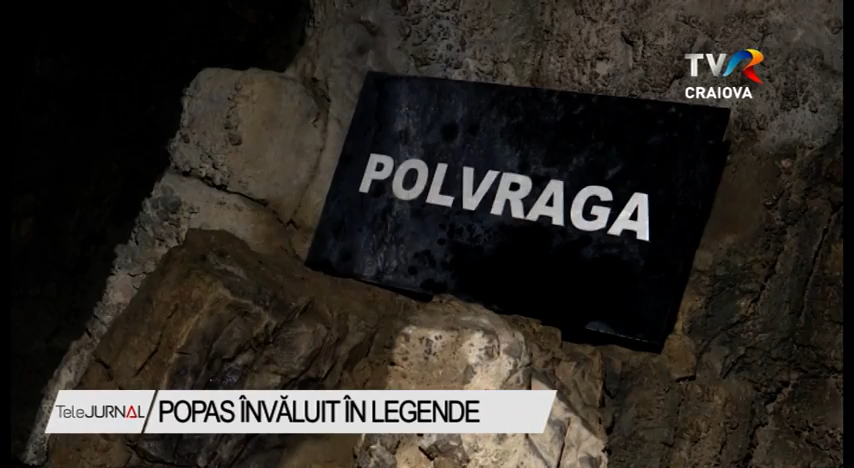 TVR
CRAIOVA
POLVRAGA
TeleJURNAL POPAS ÎNVĂLUIT ÎN LEGENDE